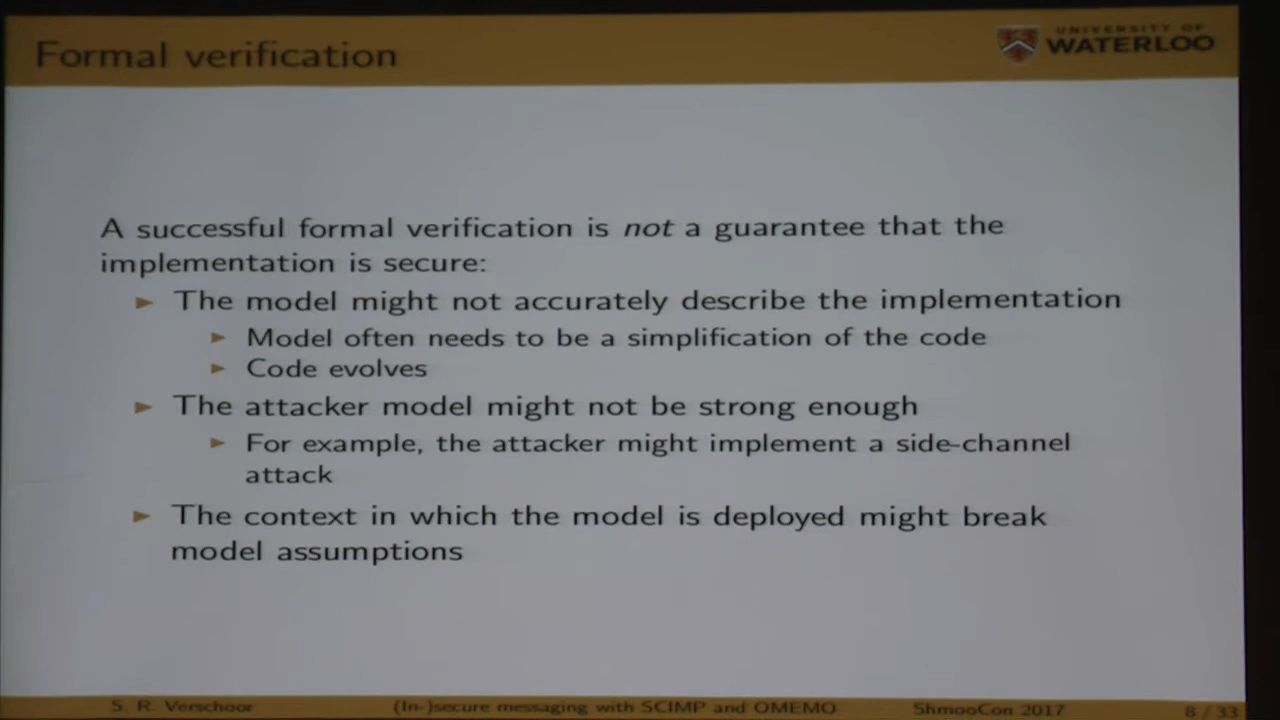 Formal verification
UNIVERSITY OF
WATERLOO
A successful formal verification is not a guarantee that the
implementation is secure:
The model might not accurately describe the implementation
Model often needs to be a simplification of the code
Code evolves
The attacker model might not be strong enough
For example, the attacker might implement a side-channel
attack
The context in which the model is deployed might break
model assumptions
S. R. Verschoor (In-)secure messaging with SCIMP and OMEMO ShmooCon 2017 8 / 33